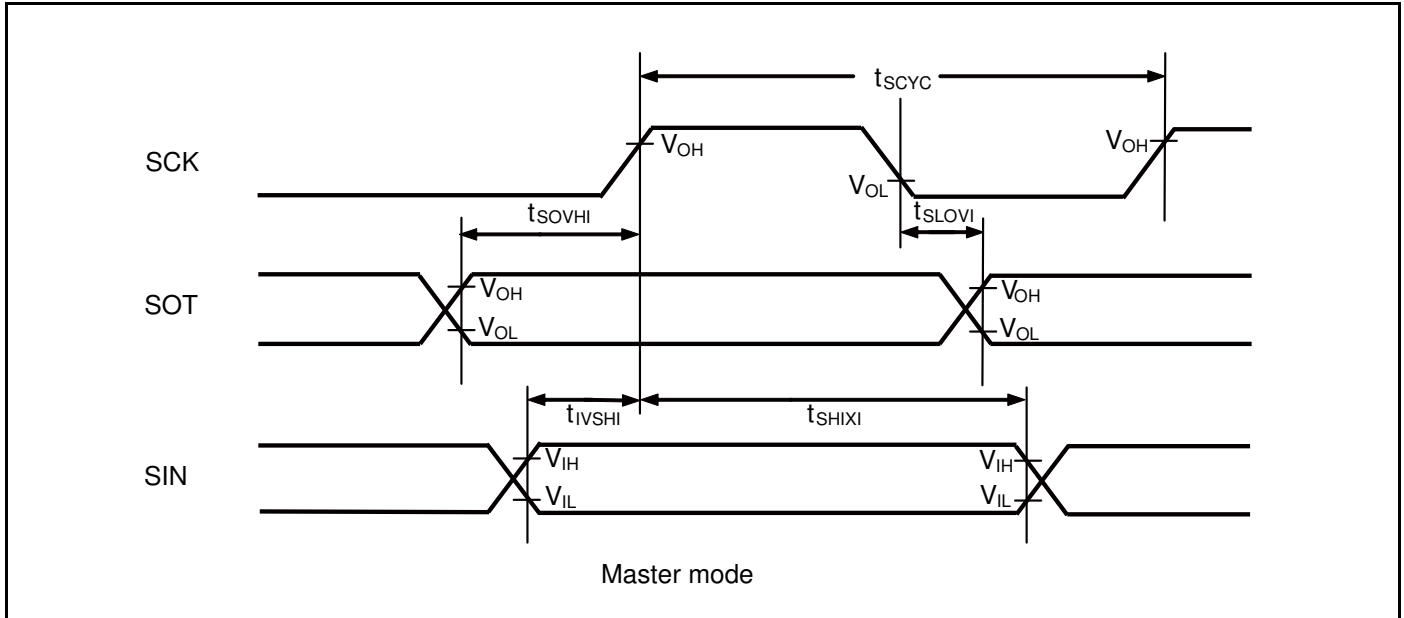 tSCYC
SCK
VOH
VOH
VOL
tSOVHI
tSLOVI
SOT
VOH
VOH
VOL
VOL
tIVSHI
tSHIXI
SIN
VIH
VIH
VIL
VIL
Master mode